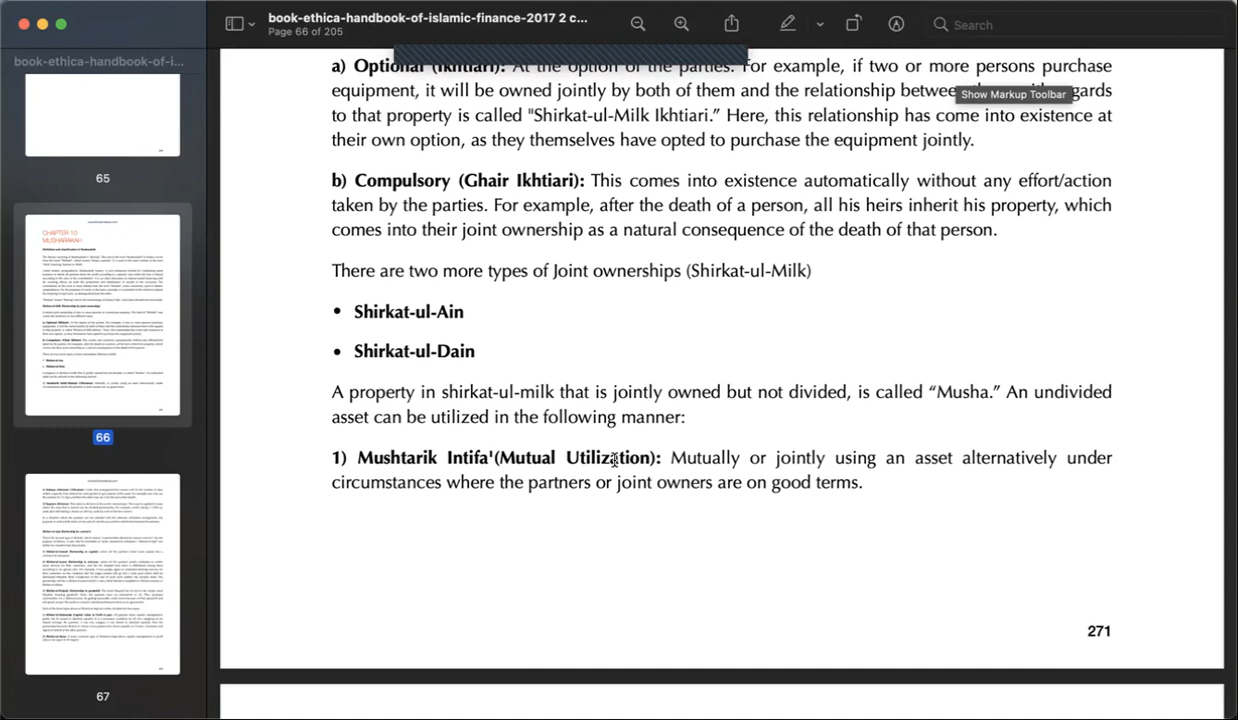 book-ethica-handbook-of-islamic-finance-2017 2 c...
Page 66 of 205
Search
book-ethica-handbook-of-i...
65
CHAPTER 10
MUSHARAKAH
66
67
a) Optional (Ikhtiari): At the option of the parties. For example, if two or more persons purchase
equipment, it will be owned jointly by both of them and the relationship between
Show Markup Toolbar
to that property is called "Shirkat-ul-Milk Ikhtiari.” Here, this relationship has come into existence at
their own option, as they themselves have opted to purchase the equipment jointly.
b) Compulsory (Ghair Ikhtiari): This comes into existence automatically without any effort/action
taken by the parties. For example, after the death of a person, all his heirs inherit his property, which
comes into their joint ownership as a natural consequence of the death of that person.
There are two more types of Joint ownerships (Shirkat-ul-Milk)
• Shirkat-ul-Ain
• Shirkat-ul-Dain
A property in shirkat-ul-milk that is jointly owned but not divided, is called “Musha.” An undivided
asset can be utilized in the following manner:
1) Mushtarik Intifa'(Mutual Utilization): Mutually or jointly using an asset alternatively under
circumstances where the partners or joint owners are on good terms.
271